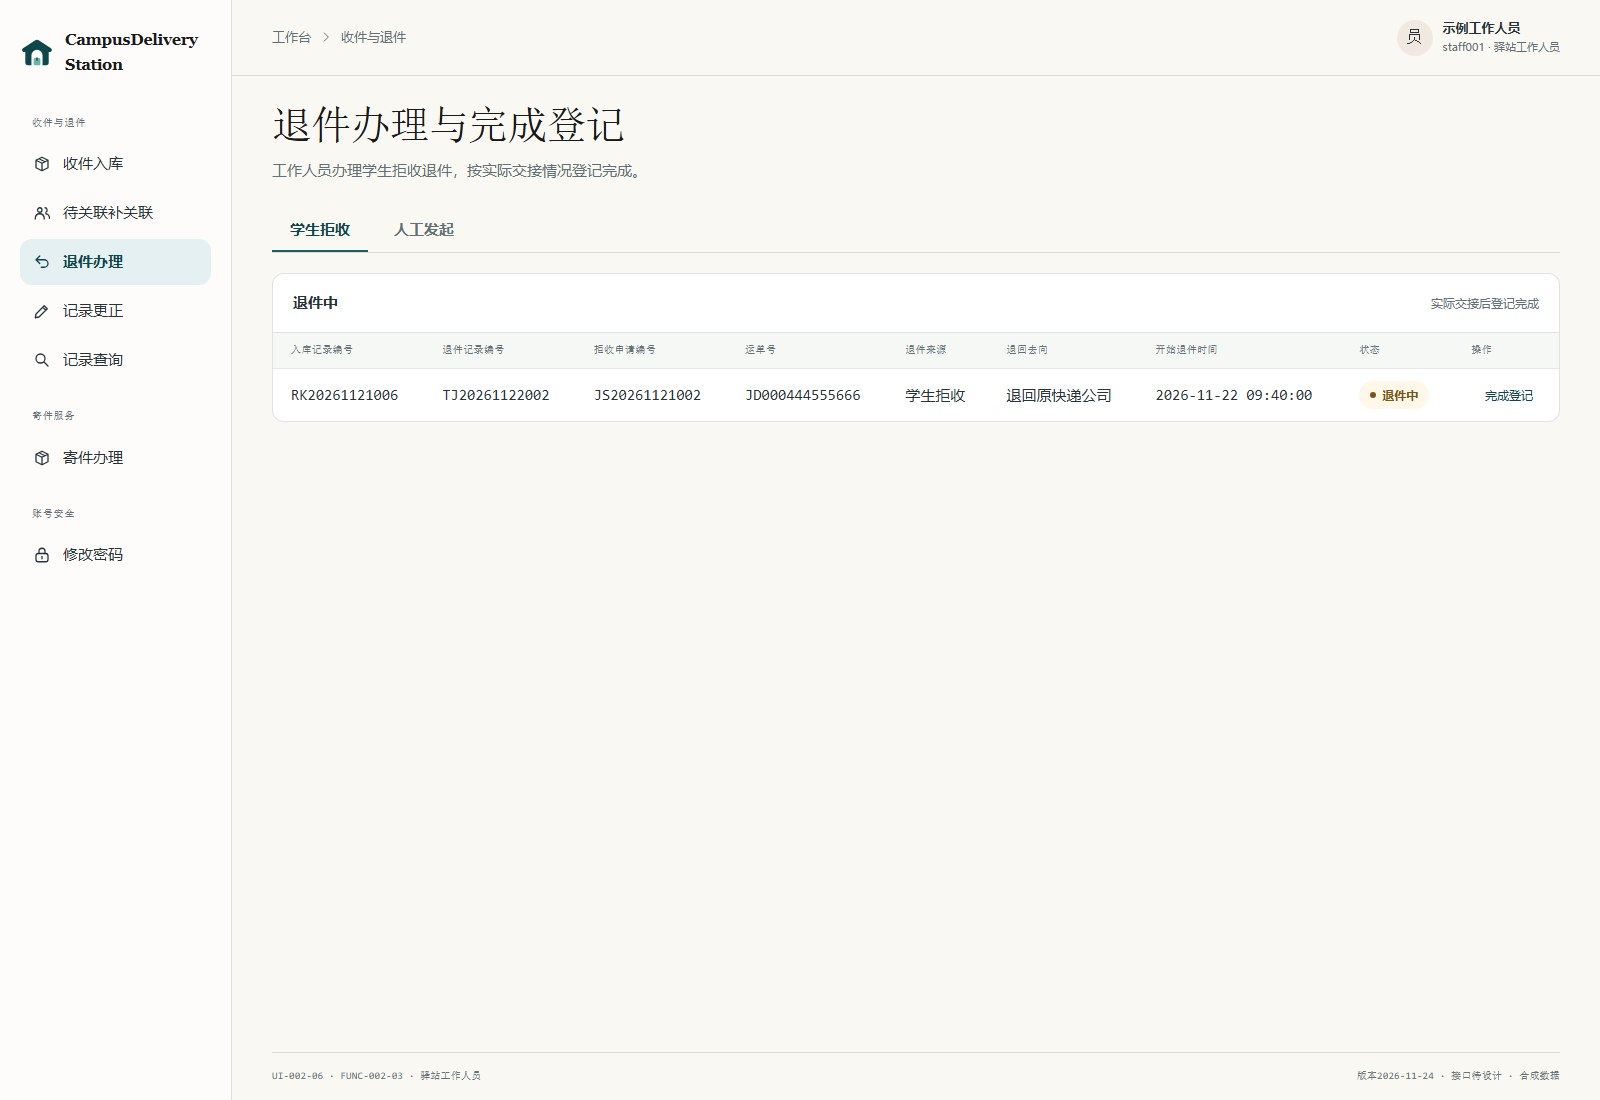 CampusDelivery
Station
收件与退件
收件入库
待关联补关联
退件办理
记录更正
记录查询
寄件服务
寄件办理
账号安全
修改密码
工作台 > 收件与退件
员
示例工作人员
staff001 · 驿站工作人员
退件办理与完成登记
工作人员办理学生拒收退件，按实际交接情况登记完成。
学生拒收 人工发起
退件中 实际交接后登记完成
入库记录编号 退件记录编号 拒收申请编号 运单号 退件来源 退回去向 开始退件时间 状态 操作
RK20261121006 TJ20261122002 JS20261121002 JD000444555666 学生拒收 退回原快递公司 2026-11-22 09:40:00 退件中 完成登记
UI-002-06 · FUNC-002-03 · 驿站工作人员
版本2026-11-24 · 接口待设计 · 合成数据